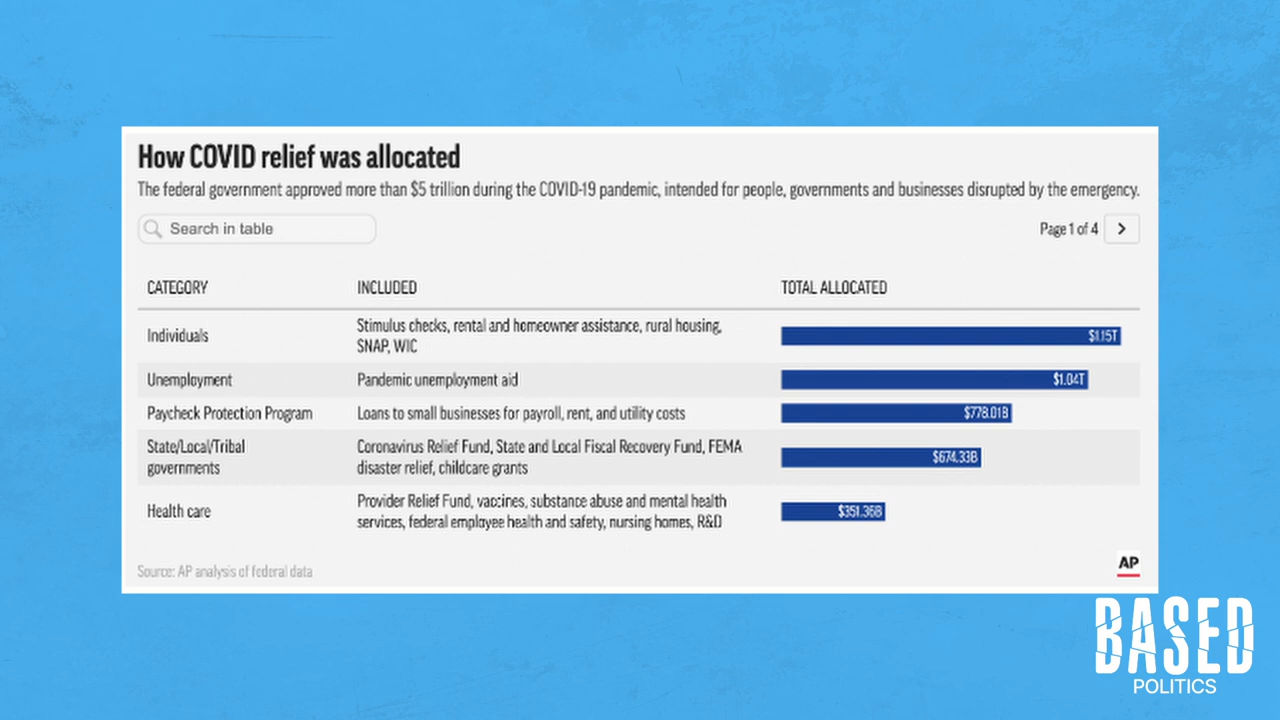 How COVID relief was allocated
The federal government approved more than $5 trillion during the COVID-19 pandemic, intended for people, governments and businesses disrupted by the emergency.
Search in table
Page 1 of 4
CATEGORY
INCLUDED
TOTAL ALLOCATED
Individuals
Stimulus checks, rental and homeowner assistance, rural housing,
SNAP, WIC
$1.15T
Unemployment
Pandemic unemployment aid
$1.04T
Paycheck Protection Program
Loans to small businesses for payroll, rent, and utility costs
$778.01B
State/Local/Tribal
governments
Coronavirus Relief Fund, State and Local Fiscal Recovery Fund, FEMA
disaster relief, childcare grants
$674.33B
Health care
Provider Relief Fund, vaccines, substance abuse and mental health
services, federal employee health and safety, nursing homes, R&D
$351.36B
Source: AP analysis of federal data
AP
BASED
POLITICS